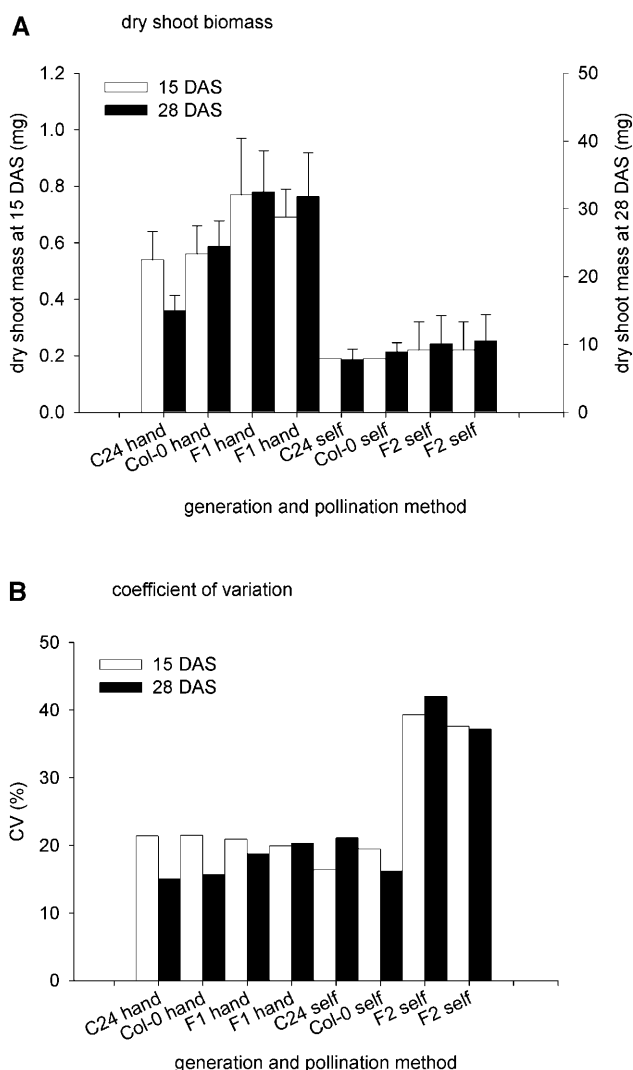 A
dry shoot biomass
15 DAS
28 DAS
dry shoot mass at 15 DAS (mg)
1.2
1.0
0.8
0.6
0.4
0.2
0.0
dry shoot mass at 28 DAS (mg)
50
40
30
20
10
0
C24 hand
Col-0 hand
F1 hand
F1 hand
C24 self
Col-0 self
F2 self
F2 self
generation and pollination method
B
coefficient of variation
15 DAS
28 DAS
CV (%)
50
40
30
20
10
0
C24 hand
Col-0 hand
F1 hand
F1 hand
C24 self
Col-0 self
F2 self
F2 self
generation and pollination method